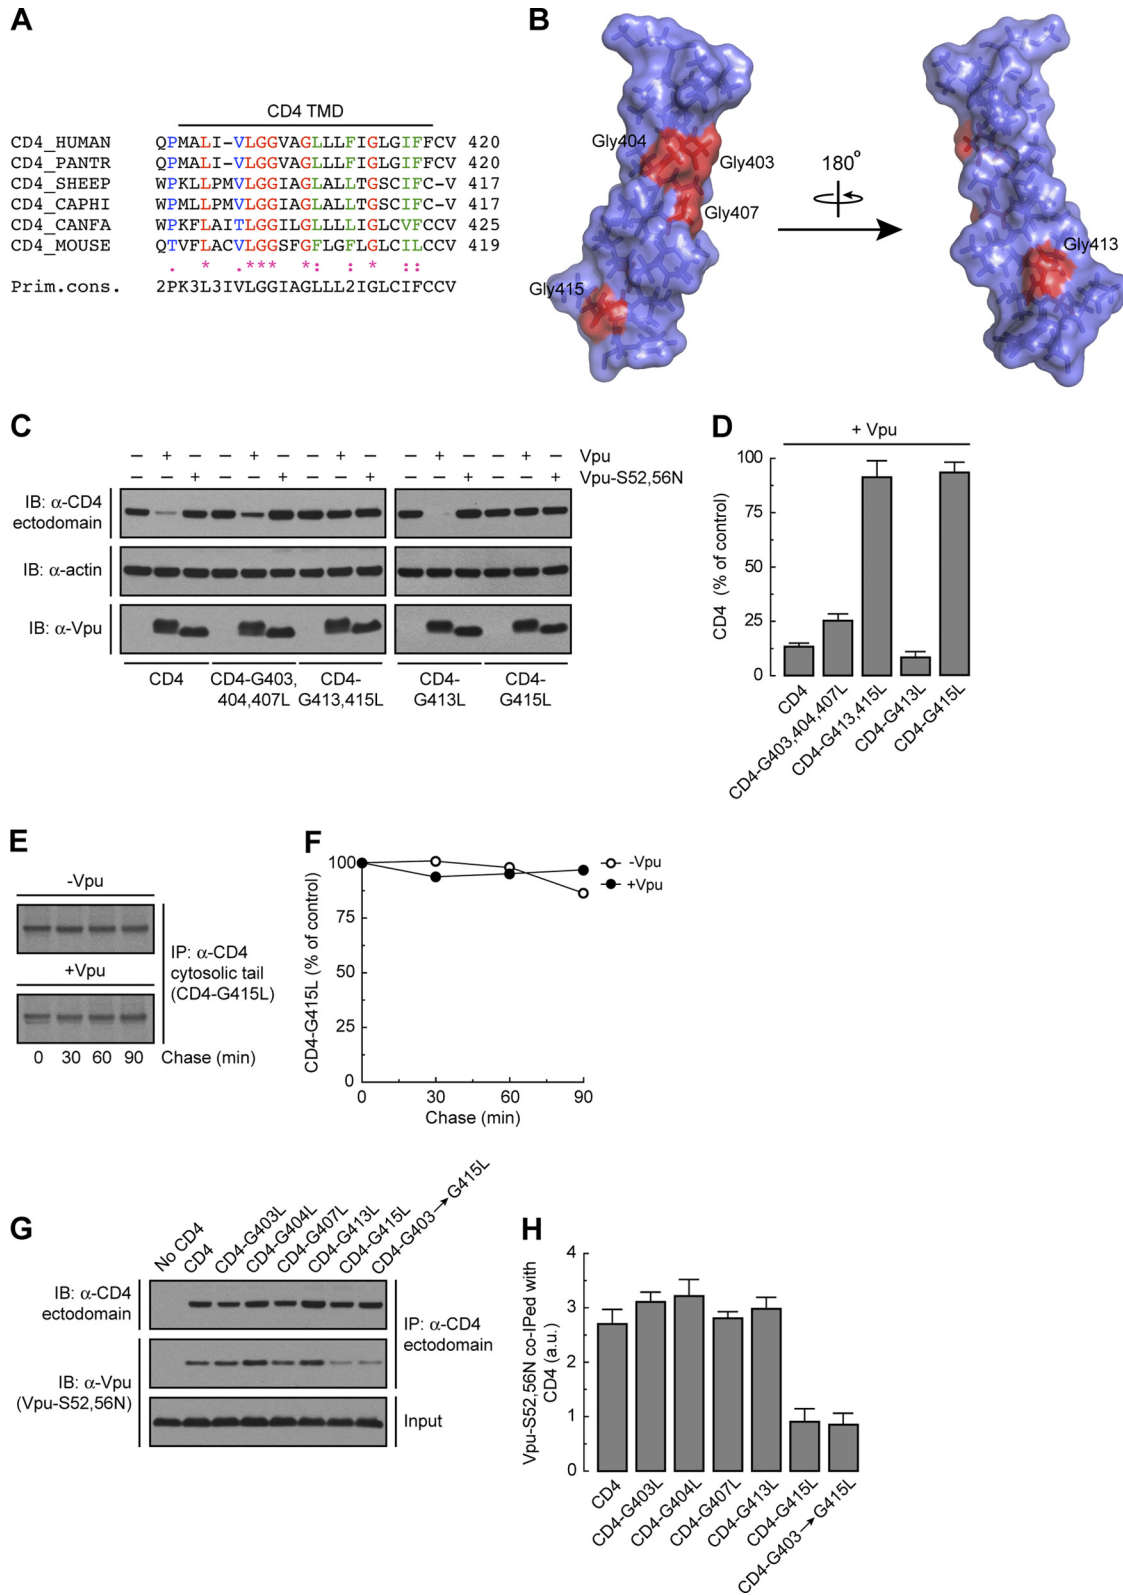 A
CD4 TMD
CD4_HUMAN QPMALI-VLGGVAGLLLFIGLGIFFCV 420
CD4_PANTR QPMALI-VLGGVAGLLLFIGLGIFFCV 420
CD4_SHEEP WPKLLPMVLGGIAGLALLTGSCIFC-V 417
CD4_CAPHI WPMLLPMVLGGIAGLALLTGSCIFC-V 417
CD4_CANFA WPKFLAITLGGILGLLLFIGLCVFCCV 425
CD4_MOUSE QTVFLACVLGGSFGFLGFLGLCILCCV 419
. * .*** *: : * ::
Prim.cons. 2PK3L3IVLGGIAGLLL2IGLCIFCCV
B
Gly404
Gly403
Gly407
Gly415
180°
Gly413
C
− + − − + − − + − − + − − + − Vpu
− − + − − + − − + − − + − − + Vpu-S52,56N
IB: α-CD4
ectodomain
IB: α-actin
IB: α-Vpu
CD4
CD4-G403,
404,407L
CD4-
G413,415L
CD4-
G413L
CD4-
G415L
D
+ Vpu
CD4 (% of control)
100
75
50
25
0
CD4
CD4-G403,404,407L
CD4-G413,415L
CD4-G413L
CD4-G415L
E
-Vpu
+Vpu
IP: α-CD4
cytosolic tail
(CD4-G415L)
0 30 60 90 Chase (min)
F
CD4-G415L (% of control)
100
75
50
25
0
0 30 60 90
Chase (min)
-Vpu
+Vpu
G
No CD4
CD4
CD4-G403L
CD4-G404L
CD4-G407L
CD4-G413L
CD4-G415L
CD4-G403→G415L
IB: α-CD4
ectodomain
IB: α-Vpu
(Vpu-S52,56N)
IP: α-CD4
ectodomain
Input
H
Vpu-S52,56N co-IPed with
CD4 (a.u.)
4
3
2
1
0
CD4
CD4-G403L
CD4-G404L
CD4-G407L
CD4-G413L
CD4-G415L
CD4-G403→G415L